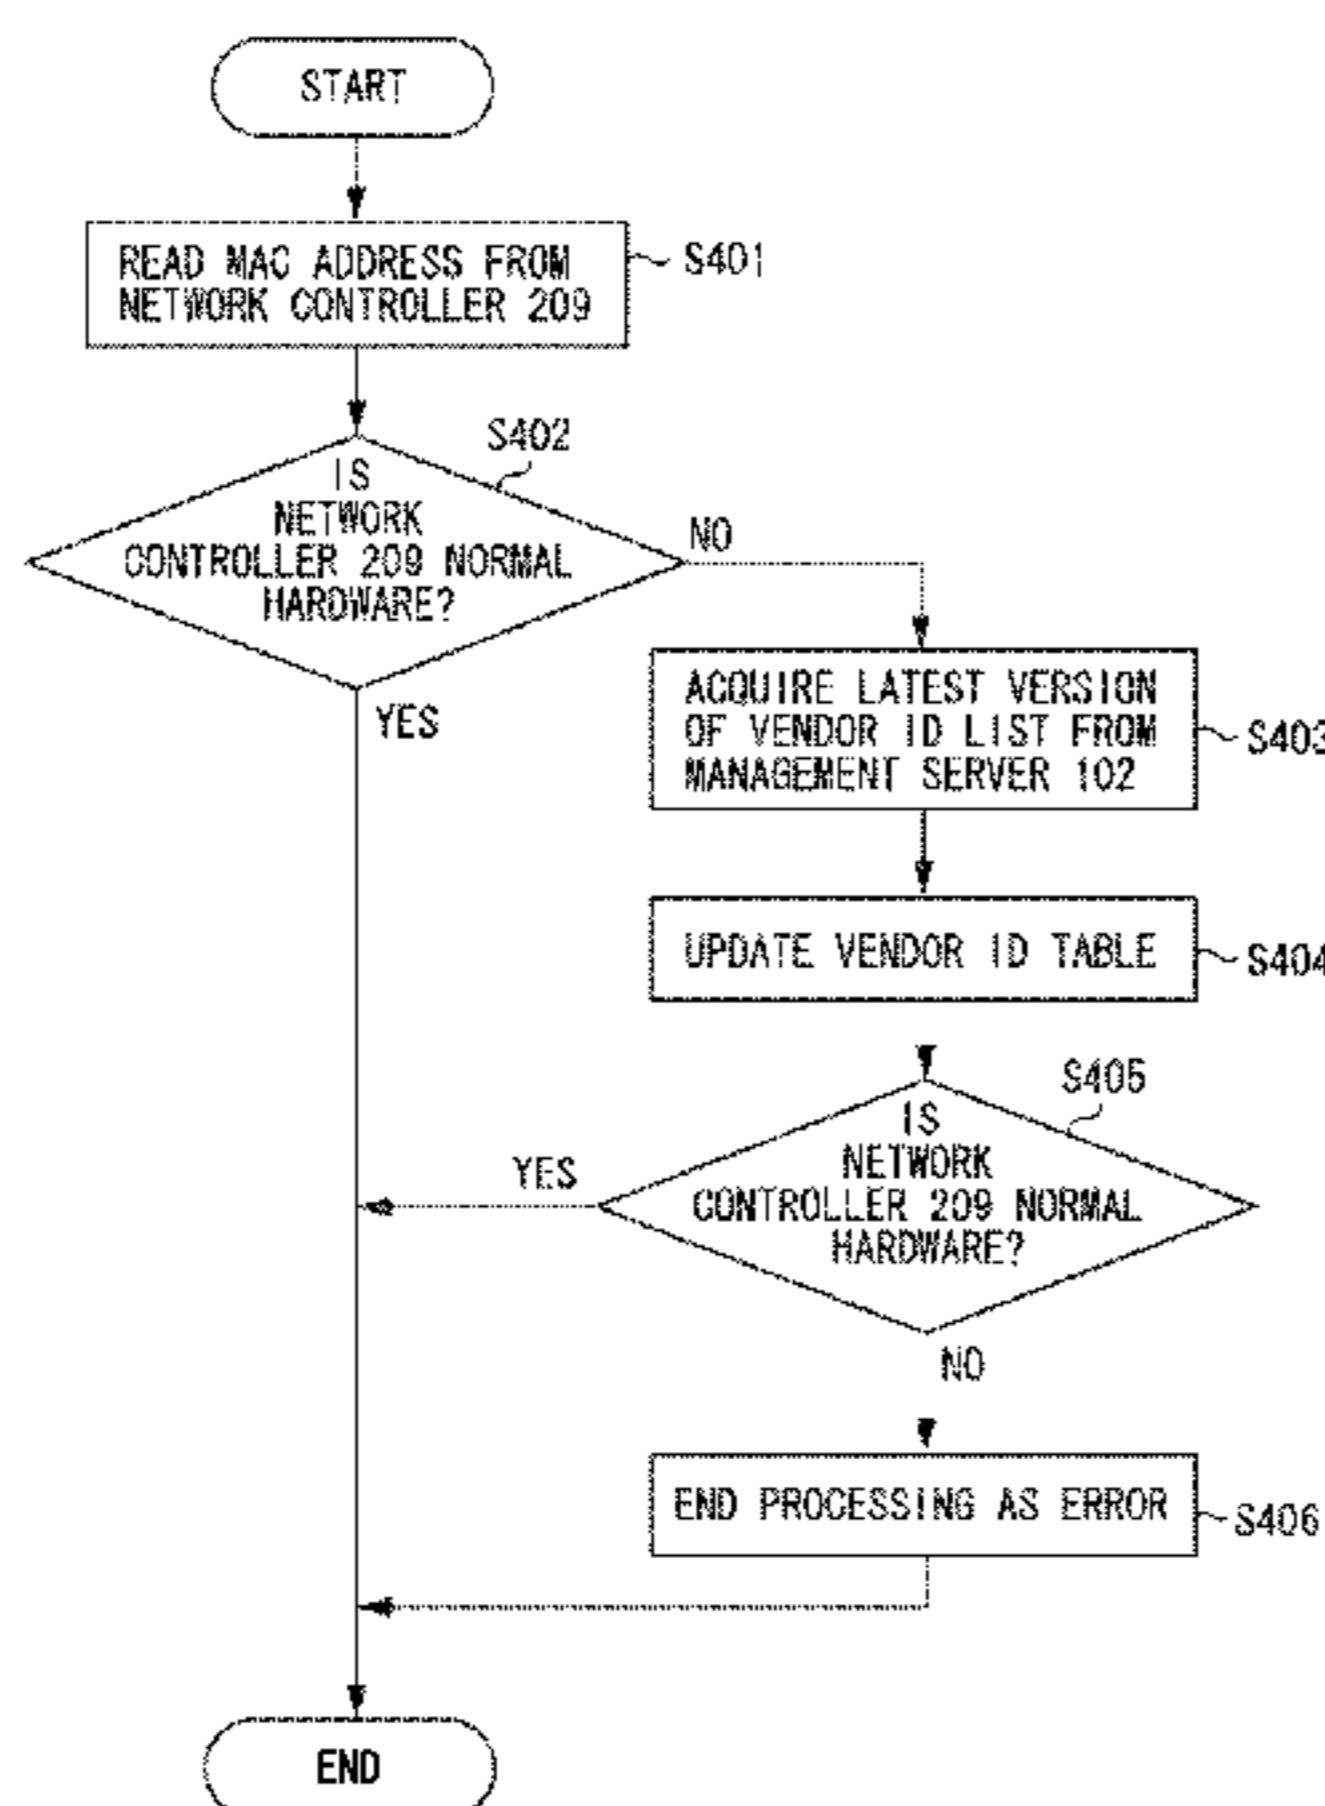 START
READ MAC ADDRESS FROM
NETWORK CONTROLLER 209
S401
S402
IS
NETWORK
CONTROLLER 209 NORMAL
HARDWARE?
NO
YES
ACQUIRE LATEST VERSION
OF VENDOR ID LIST FROM
MANAGEMENT SERVER 102
S403
UPDATE VENDOR ID TABLE
S404
S405
IS
NETWORK
CONTROLLER 209 NORMAL
HARDWARE?
YES
NO
END PROCESSING AS ERROR
S406
END